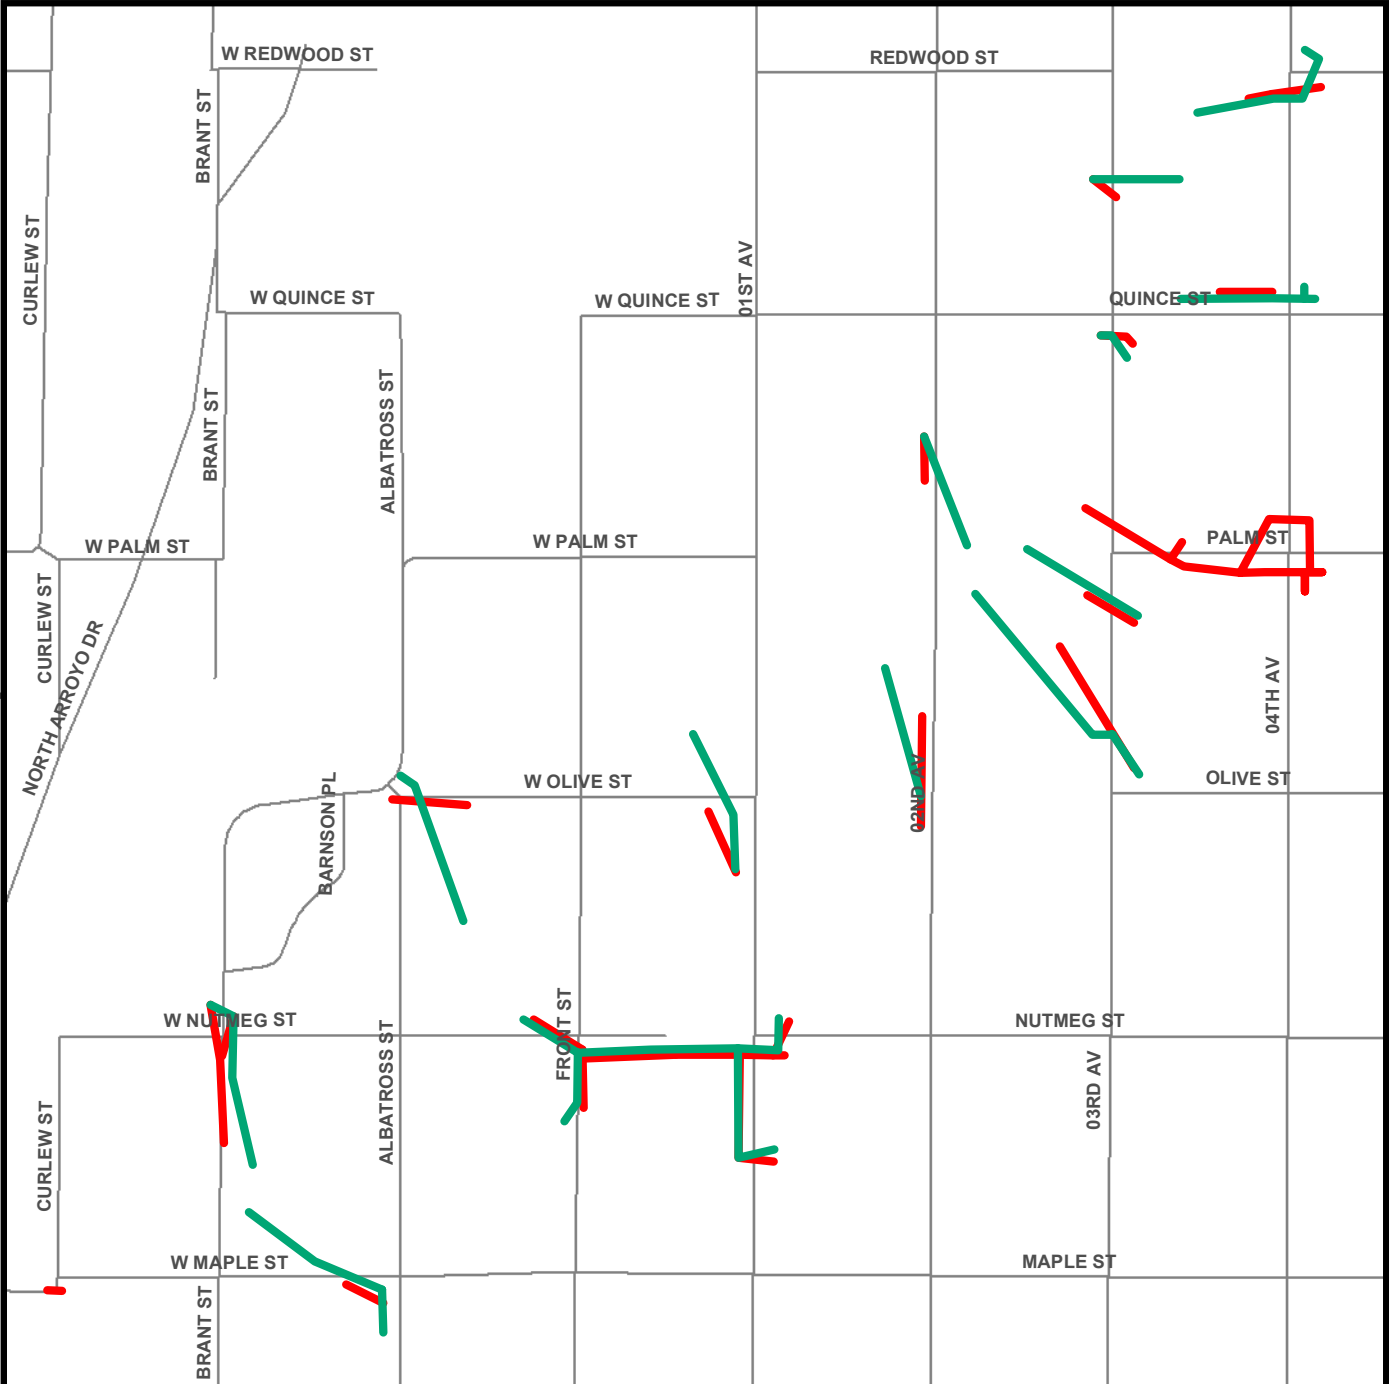 W REDWOOD ST
REDWOOD ST
BRANT ST
CURLEW ST
01ST AV
W QUINCE ST
W QUINCE ST
QUINCE ST
ALBATROSS ST
BRANT ST
W PALM ST
W PALM ST
PALM ST
CURLEW ST
NORTH ARROYO DR
04TH AV
W OLIVE ST
OLIVE ST
02ND AV
BARNSON PL
FRONT ST
W NUTMEG ST
NUTMEG ST
ALBATROSS ST
03RD AV
CURLEW ST
W MAPLE ST
MAPLE ST
BRANT ST